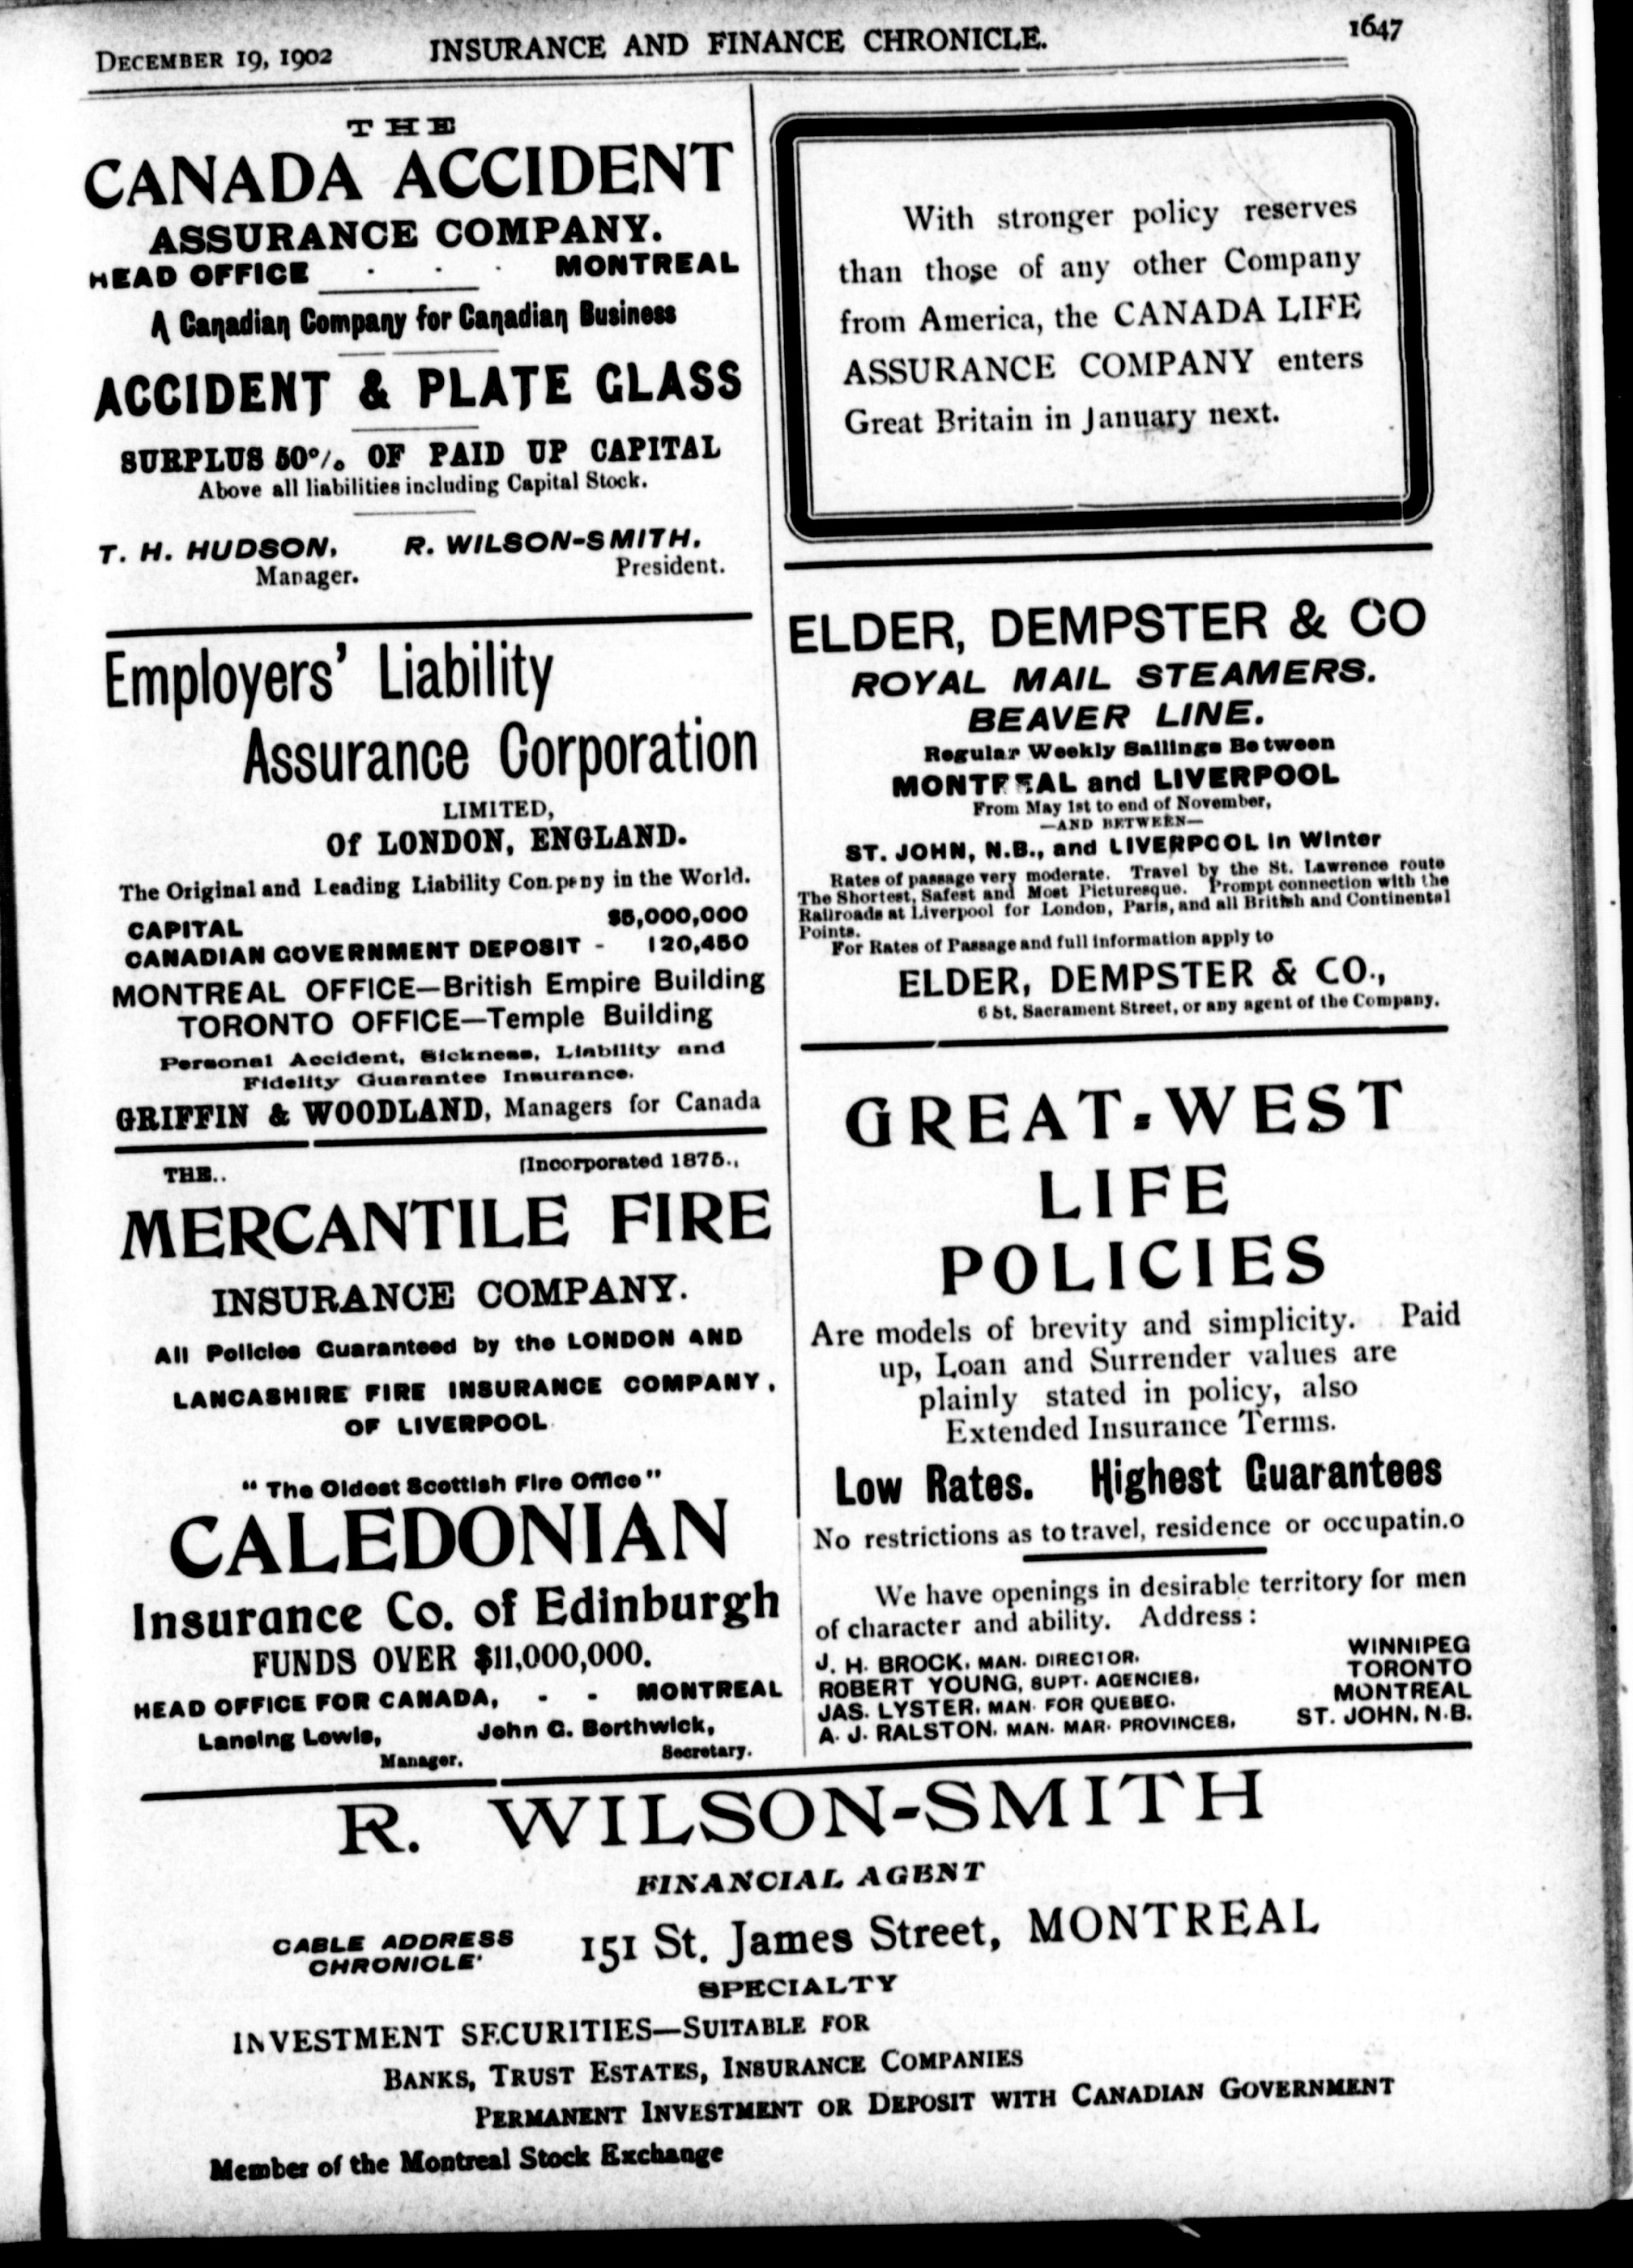 DECEMBER 19, 1902 INSURANCE AND FINANCE CHRONICLE. 1647
THE
CANADA ACCIDENT
ASSURANCE COMPANY.
HEAD OFFICE - - - MONTREAL
A Canadian Company for Canadian Business
ACCIDENT & PLATE GLASS
SURPLUS 50% OF PAID UP CAPITAL
Above all liabilities including Capital Stock.
T. H. HUDSON, R. WILSON-SMITH.
Manager. President.
Employers' Liability
Assurance Corporation
LIMITED,
Of LONDON, ENGLAND.
The Original and Leading Liability Company in the World.
CAPITAL $5,000,000
CANADIAN GOVERNMENT DEPOSIT - 120,450
MONTREAL OFFICE—British Empire Building
TORONTO OFFICE—Temple Building
Personal Accident, Sickness, Liability and
Fidelity Guarantee Insurance.
GRIFFIN & WOODLAND, Managers for Canada
THE.. (Incorporated 1875.,
MERCANTILE FIRE
INSURANCE COMPANY.
All Policies Guaranteed by the LONDON AND
LANCASHIRE FIRE INSURANCE COMPANY,
OF LIVERPOOL
"The Oldest Scottish Fire Office"
CALEDONIAN
Insurance Co. of Edinburgh
FUNDS OVER $11,000,000.
HEAD OFFICE FOR CANADA, - - MONTREAL
Lansing Lewis, John G. Borthwick,
Manager. Secretary.
With stronger policy reserves
than those of any other Company
from America, the CANADA LIFE
ASSURANCE COMPANY enters
Great Britain in January next.
ELDER, DEMPSTER & CO
ROYAL MAIL STEAMERS.
BEAVER LINE.
Regular Weekly Sailings Between
MONTREAL and LIVERPOOL
From May 1st to end of November,
—AND BETWEEN—
ST. JOHN, N.B., and LIVERPOOL in Winter
Rates of passage very moderate. Travel by the St. Lawrence route
The Shortest, Safest and Most Picturesque. Prompt connection with the
Railroads at Liverpool for London, Paris, and all British and Continental
Points.
For Rates of Passage and full information apply to
ELDER, DEMPSTER & CO.,
6 St. Sacrament Street, or any agent of the Company.
GREAT-WEST
LIFE
POLICIES
Are models of brevity and simplicity. Paid
up, Loan and Surrender values are
plainly stated in policy, also
Extended Insurance Terms.
Low Rates. Highest Guarantees
No restrictions as to travel, residence or occupatin.o
We have openings in desirable territory for men
of character and ability. Address:
J. H. BROCK, MAN. DIRECTOR. WINNIPEG
ROBERT YOUNG, SUPT. AGENCIES, TORONTO
JAS. LYSTER, MAN. FOR QUEBEC. MONTREAL
A. J. RALSTON. MAN. MAR. PROVINCES, ST. JOHN, N.B.
R. WILSON-SMITH
FINANCIAL AGENT
CABLE ADDRESS
CHRONICLE'
151 St. James Street, MONTREAL
SPECIALTY
INVESTMENT SECURITIES—SUITABLE FOR
BANKS, TRUST ESTATES, INSURANCE COMPANIES
PERMANENT INVESTMENT OR DEPOSIT WITH CANADIAN GOVERNMENT
Member of the Montreal Stock Exchange